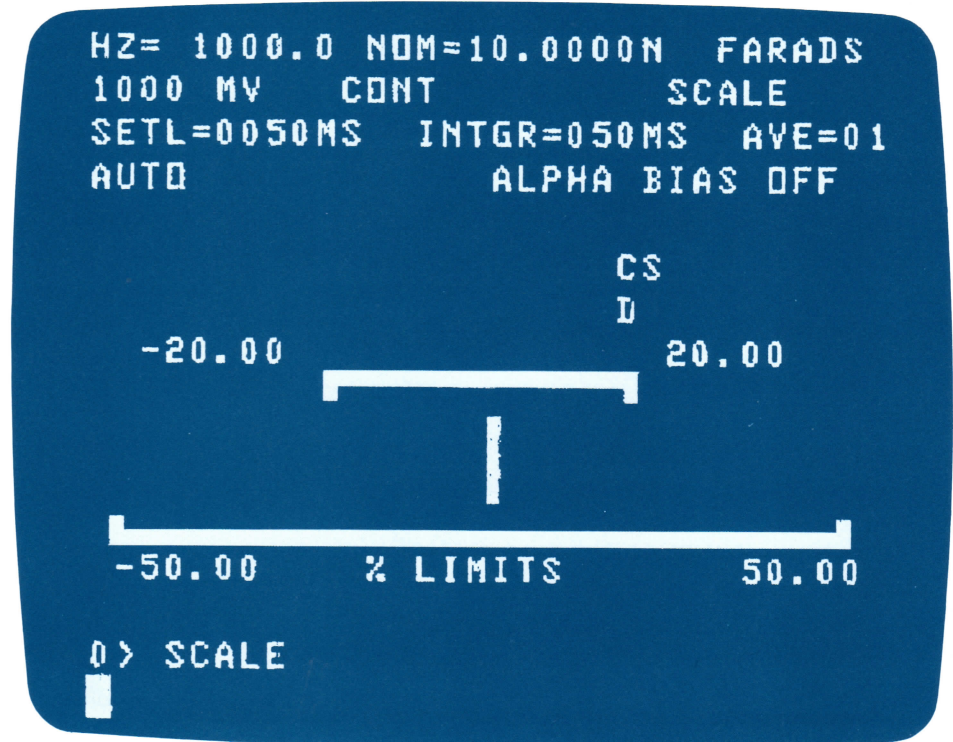 HZ= 1000.0 NOM=10.0000N FARADS
1000 MV CONT SCALE
SETL=0050MS INTGR=050MS AVE=01
AUTO ALPHA BIAS OFF
CS
D
-20.00 20.00
-50.00 % LIMITS 50.00
0> SCALE